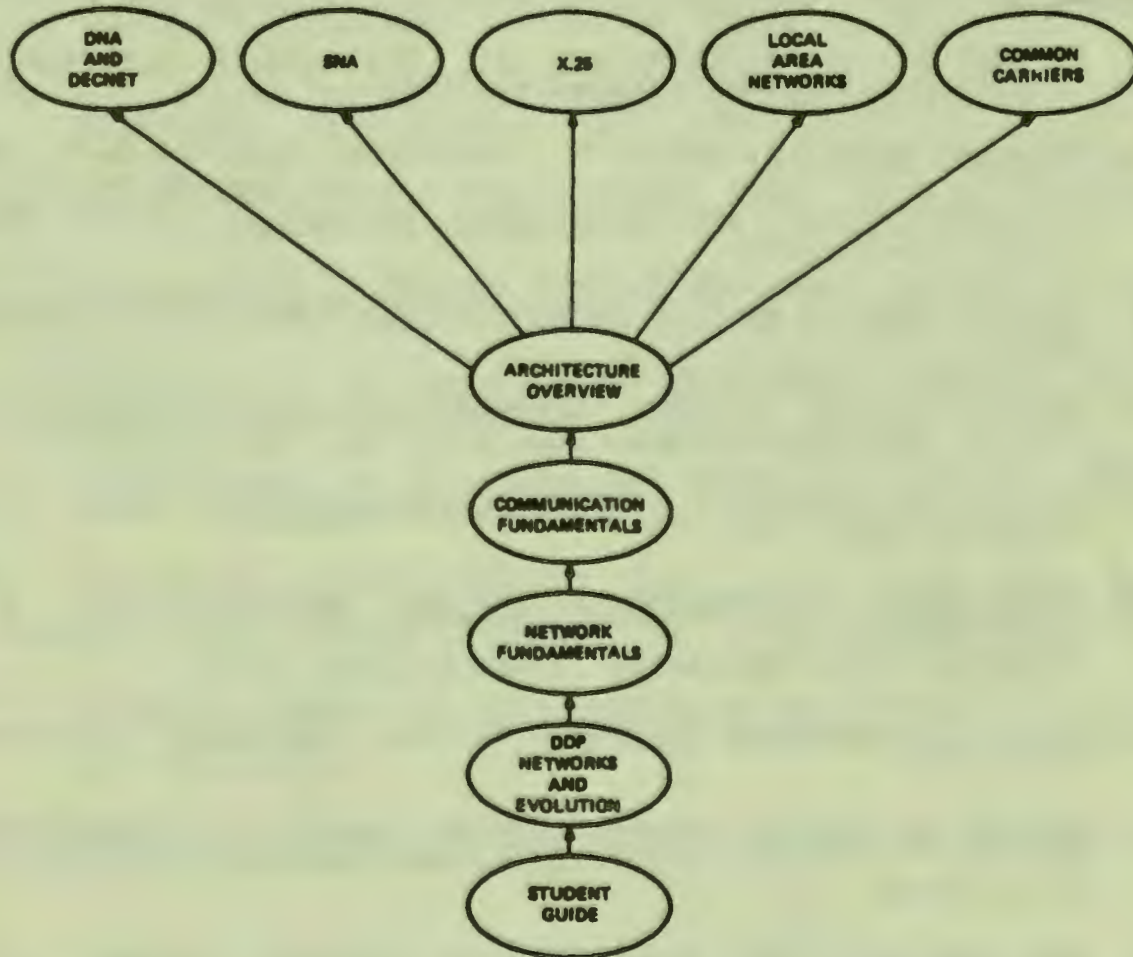 DNA
AND
DECNET
SNA
X.25
LOCAL
AREA
NETWORKS
COMMON
CARRIERS
ARCHITECTURE
OVERVIEW
COMMUNICATION
FUNDAMENTALS
NETWORK
FUNDAMENTALS
DDP
NETWORKS
AND
EVOLUTION
STUDENT
GUIDE